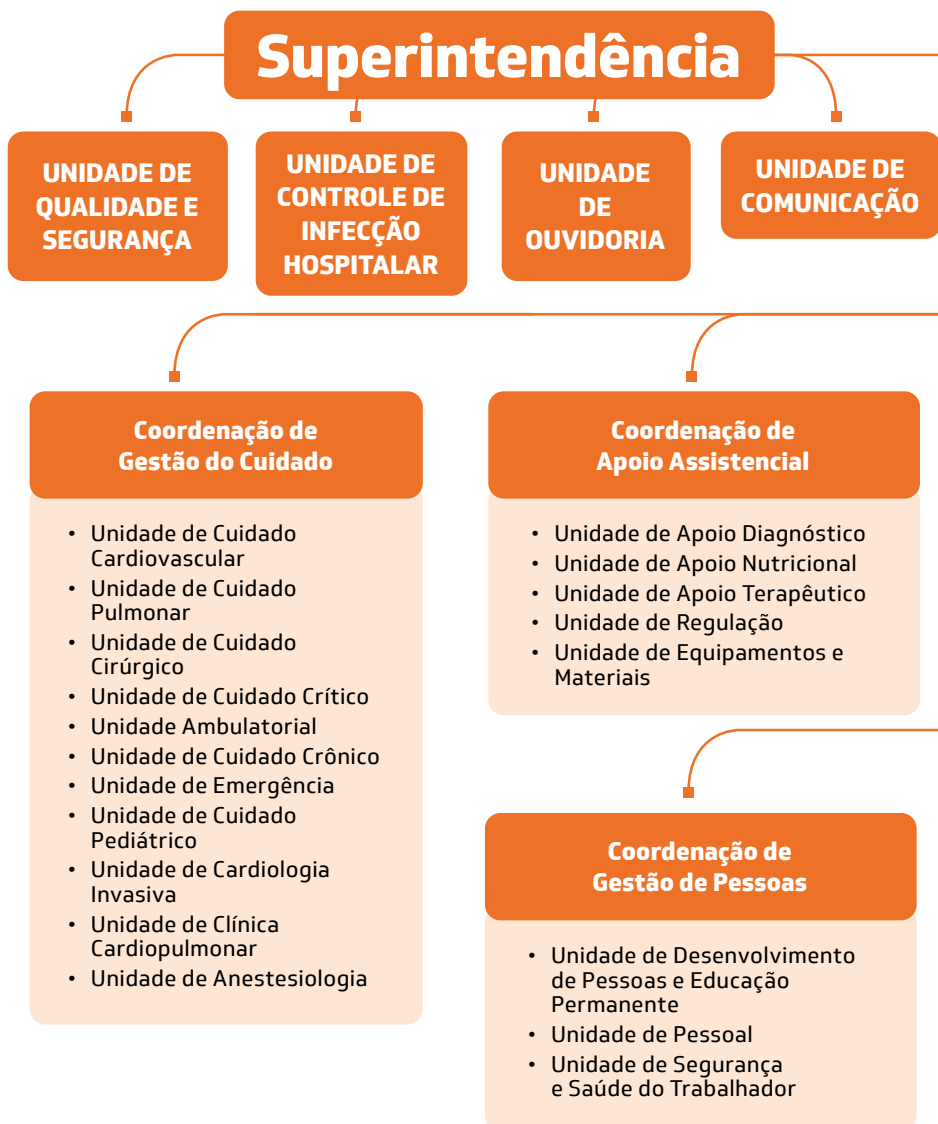 Superintendência
UNIDADE DE
QUALIDADE E
SEGURANÇA
UNIDADE DE
CONTROLE DE
INFECÇÃO
HOSPITALAR
UNIDADE
DE
OUVIDORIA
UNIDADE DE
COMUNICAÇÃO
Coordenação de
Gestão do Cuidado
• Unidade de Cuidado
Cardiovascular
• Unidade de Cuidado
Pulmonar
• Unidade de Cuidado
Cirúrgico
• Unidade de Cuidado Crítico
• Unidade Ambulatorial
• Unidade de Cuidado Crônico
• Unidade de Emergência
• Unidade de Cuidado
Pediátrico
• Unidade de Cardiologia
Invasiva
• Unidade de Clínica
Cardiopulmonar
• Unidade de Anestesiologia
Coordenação de
Apoio Assistencial
• Unidade de Apoio Diagnóstico
• Unidade de Apoio Nutricional
• Unidade de Apoio Terapêutico
• Unidade de Regulação
• Unidade de Equipamentos e
Materiais
Coordenação de
Gestão de Pessoas
• Unidade de Desenvolvimento
de Pessoas e Educação
Permanente
• Unidade de Pessoal
• Unidade de Segurança
e Saúde do Trabalhador